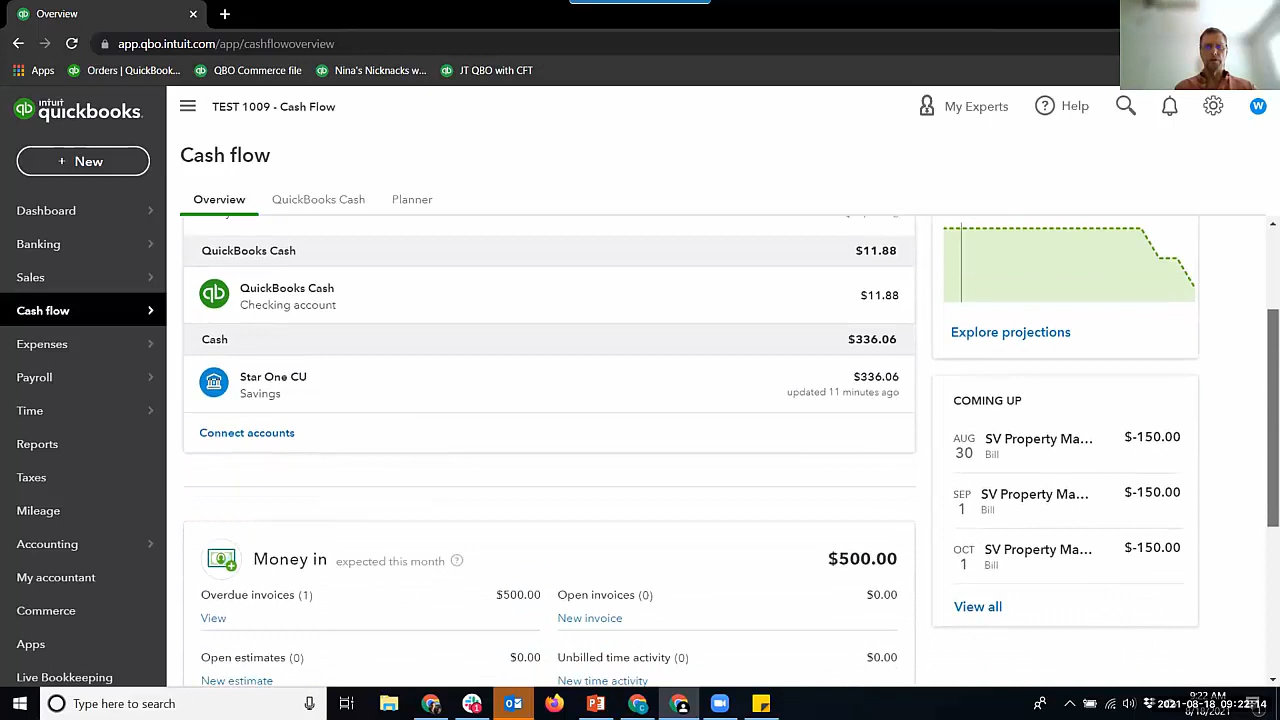 Overview
app.qbo.intuit.com/app/cashflowoverview
Apps
Orders | QuickBook...
QBO Commerce file
Nina's Nicknacks w...
JT QBO with CFT
intuit
quickbooks.
TEST 1009 - Cash Flow
My Experts
Help
W
+ New
Cash flow
Overview
QuickBooks Cash
Planner
Dashboard
Banking
Sales
Cash flow
Expenses
Payroll
Time
Reports
Taxes
Mileage
Accounting
My accountant
Commerce
Apps
Live Bookkeeping
QuickBooks Cash $11.88
QuickBooks Cash
Checking account
$11.88
Cash $336.06
Star One CU
Savings
$336.06
updated 11 minutes ago
Connect accounts
Money in expected this month
$500.00
Overdue invoices (1) $500.00
View
Open invoices (0) $0.00
New invoice
Open estimates (0) $0.00
New estimate
Unbilled time activity (0) $0.00
New time activity
Explore projections
COMING UP
AUG
30
SV Property Ma...
Bill
$-150.00
SEP
1
SV Property Ma...
Bill
$-150.00
OCT
1
SV Property Ma...
Bill
$-150.00
View all
Type here to search
9:22 AM
2021-08-18 09:22:14